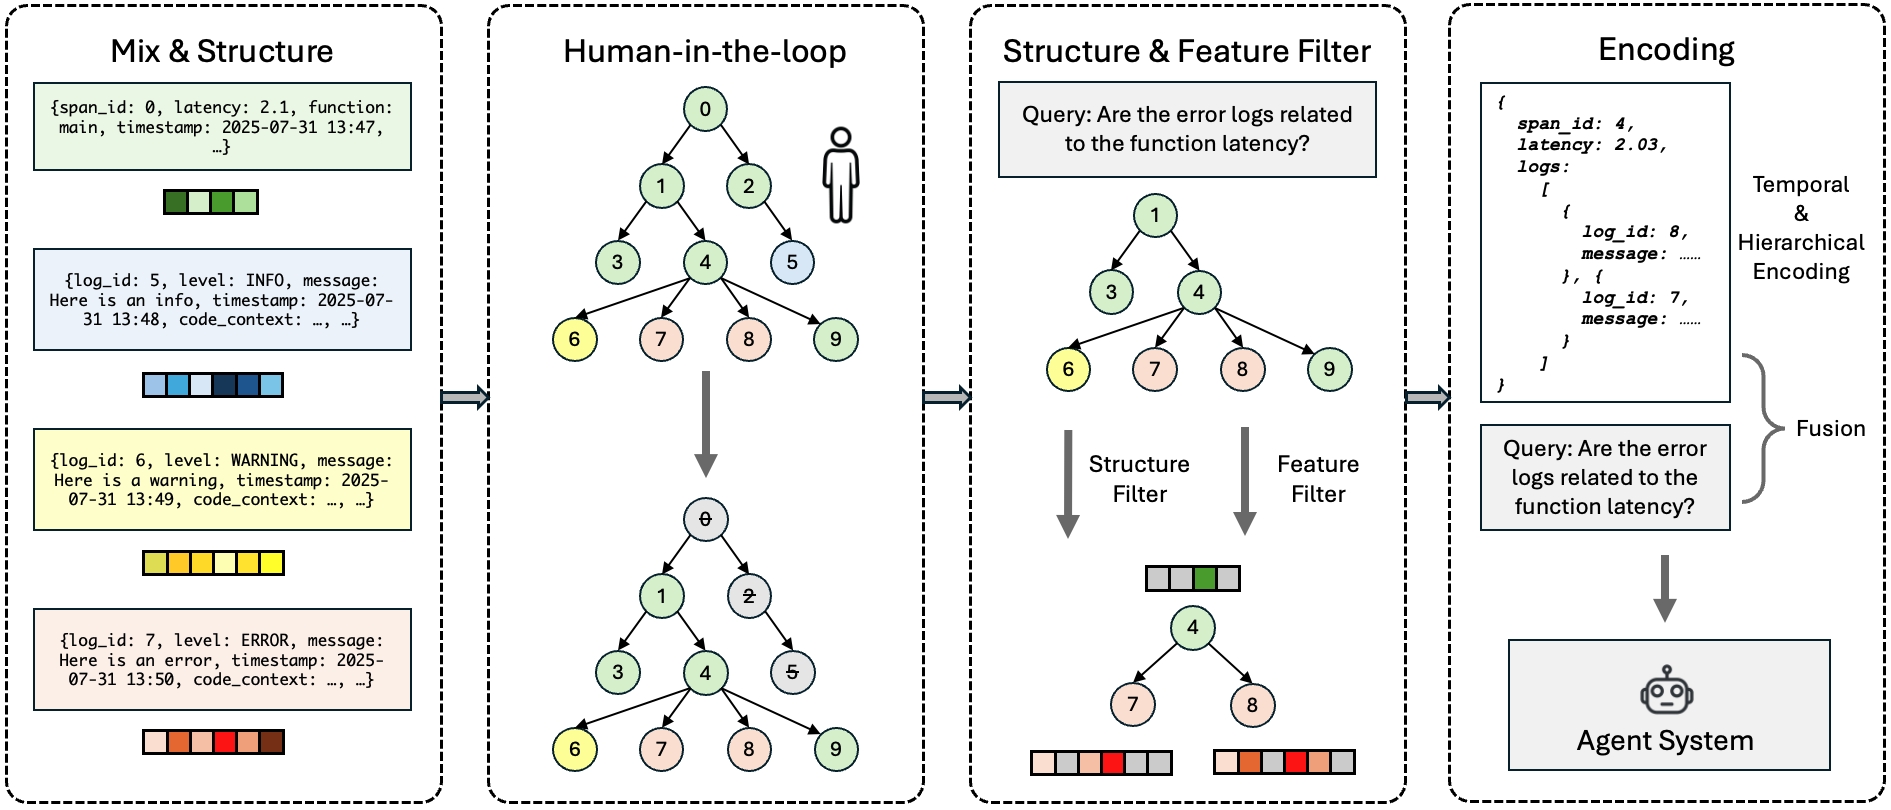 Mix & Structure
{span_id: 0, latency: 2.1, function:
main, timestamp: 2025-07-31 13:47,
…}
{log_id: 5, level: INFO, message:
Here is an info, timestamp: 2025-07-
31 13:48, code_context: …, …}
{log_id: 6, level: WARNING, message:
Here is a warning, timestamp: 2025-
07-31 13:49, code_context: …, …}
{log_id: 7, level: ERROR, message:
Here is an error, timestamp: 2025-
07-31 13:50, code_context: …, …}
Human-in-the-loop
0
1 2
3 4 5
6 7 8 9
0
1 2
3 4 5
6 7 8 9
Structure & Feature Filter
Query: Are the error logs related
to the function latency?
1
3 4
6 7 8 9
Structure
Filter
Feature
Filter
4
7 8
Encoding
{
span_id: 4,
latency: 2.03,
logs:
[
{
log_id: 8,
message: ……
}, {
log_id: 7,
message: ……
}
]
}
Temporal
&
Hierarchical
Encoding
Query: Are the error
logs related to the
function latency?
Fusion
Agent System